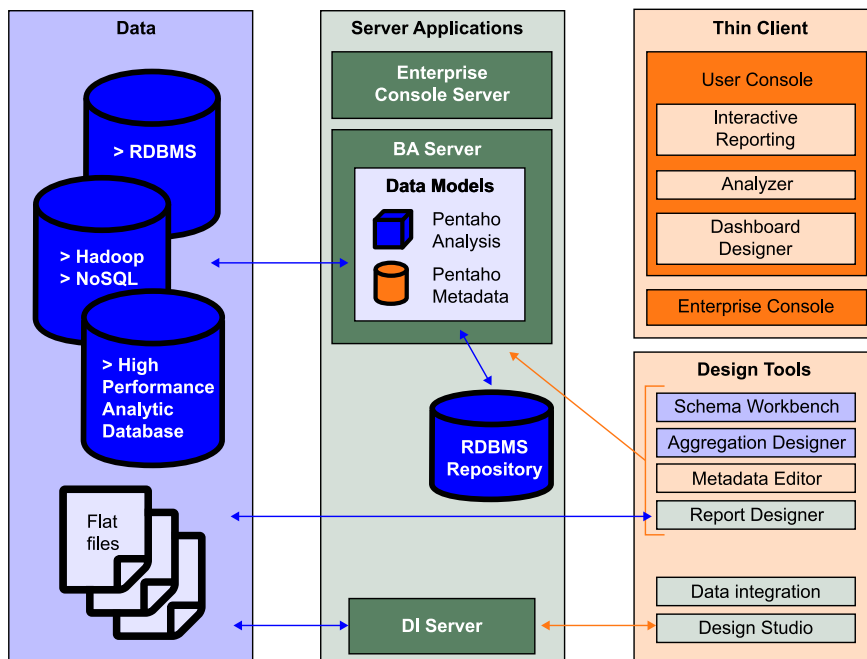 Data
> RDBMS
> Hadoop
> NoSQL
> High
Performance
Analytic
Database
Flat
files
Server Applications
Enterprise
Console Server
BA Server
Data Models
Pentaho
Analysis
Pentaho
Metadata
RDBMS
Repository
DI Server
Thin Client
User Console
Interactive
Reporting
Analyzer
Dashboard
Designer
Enterprise Console
Design Tools
Schema Workbench
Aggregation Designer
Metadata Editor
Report Designer
Data integration
Design Studio